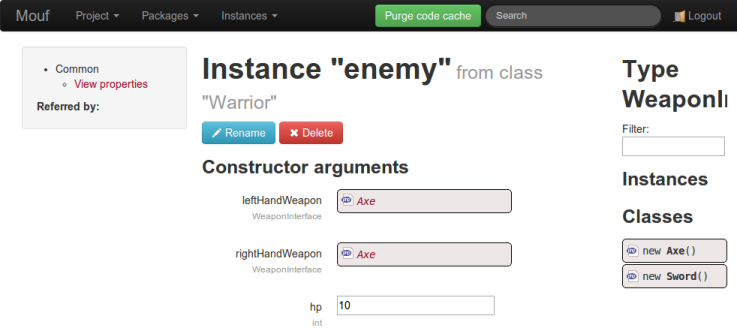 Mouf Project Packages Instances Purge code cache Search Logout
Common
View properties
Referred by:
Instance "enemy" from class
"Warrior"
Rename Delete
Constructor arguments
leftHandWeapon Axe
WeaponInterface
rightHandWeapon Axe
WeaponInterface
hp 10
int
Type
WeaponI
Filter:
Instances
Classes
new Axe()
new Sword()